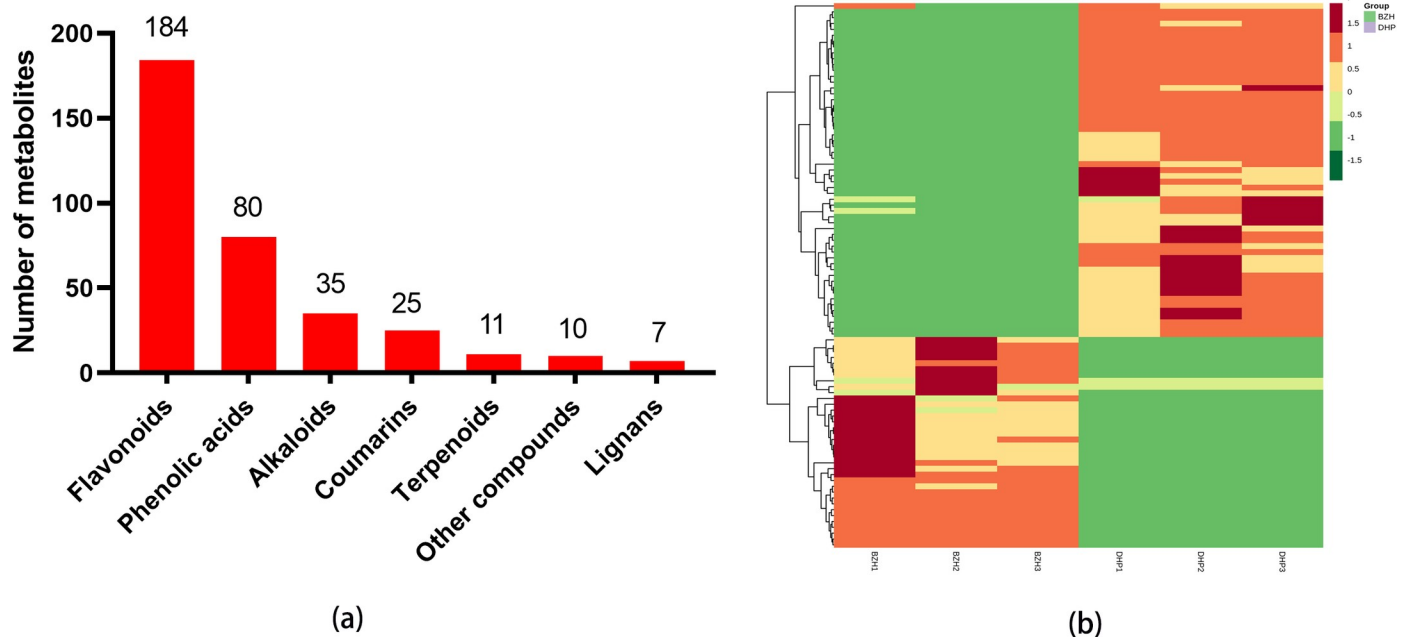 184
200
150
100
50
0
80
35
25
11
10
7
Number of metabolites
Flavonoids
Phenolic acids
Alkaloids
Coumarins
Terpenoids
Other compounds
Lignans
(a)
Group
BZH
DHP
1.5
1
0.5
0
-0.5
-1
-1.5
BZH1
BZH2
BZH3
DHP1
DHP2
DHP3
(b)